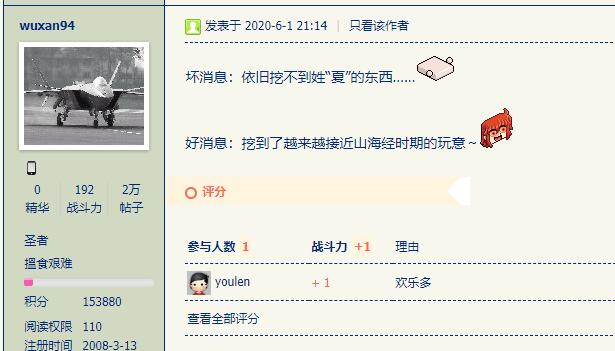 wuxan94
0 192 2万
精华 战斗力 帖子
圣者
搵食艰难
积分 153880
阅读权限 110
注册时间 2008-3-13
发表于 2020-6-1 21:14 | 只看该作者
坏消息：依旧挖不到姓“夏”的东西......
好消息：挖到了越来越接近山海经时期的玩意～
评分
参与人数 1 战斗力 +1 理由
youlen + 1 欢乐多
查看全部评分